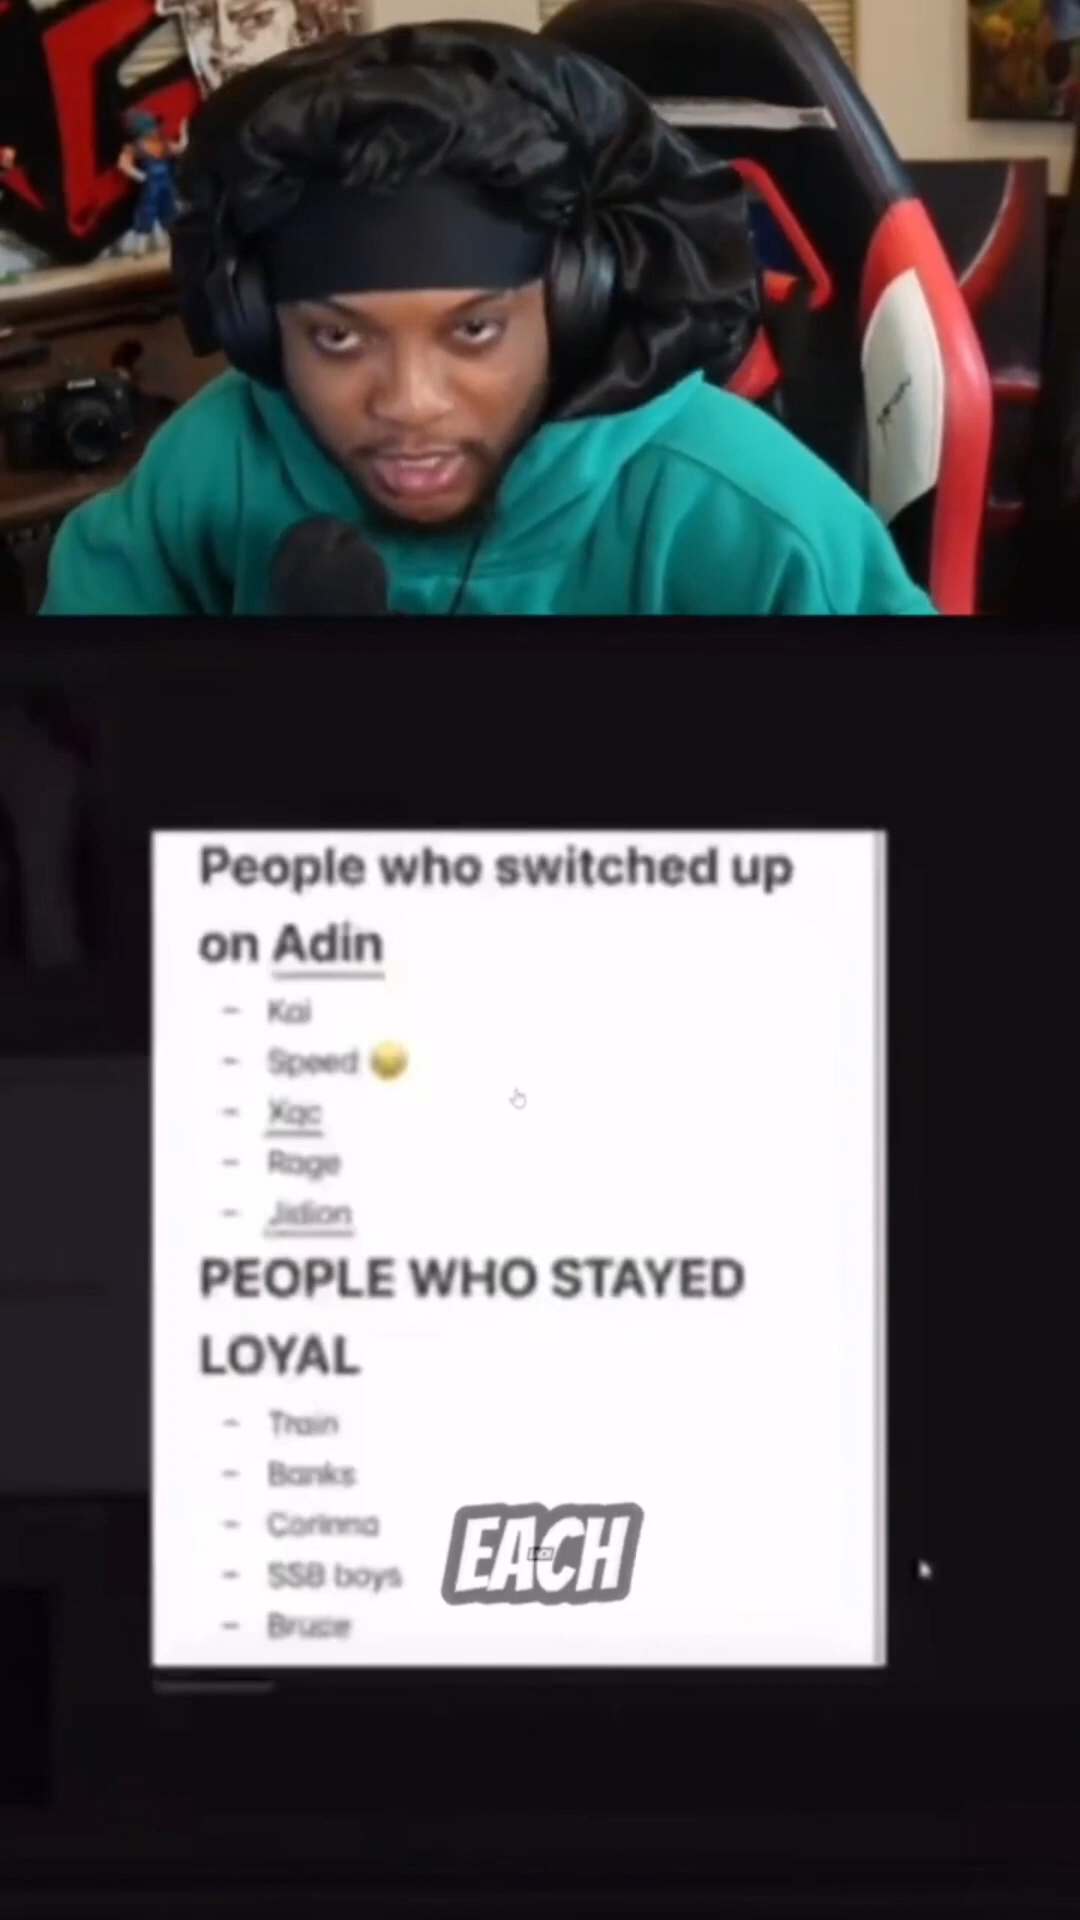 People who switched up
on Adin
- Kai
- Speed 😂
- Xqc
- Rage
- Jidion
PEOPLE WHO STAYED
LOYAL
- Train
- Banks
- Corinna
- SSB boys
- Bruce
EACH